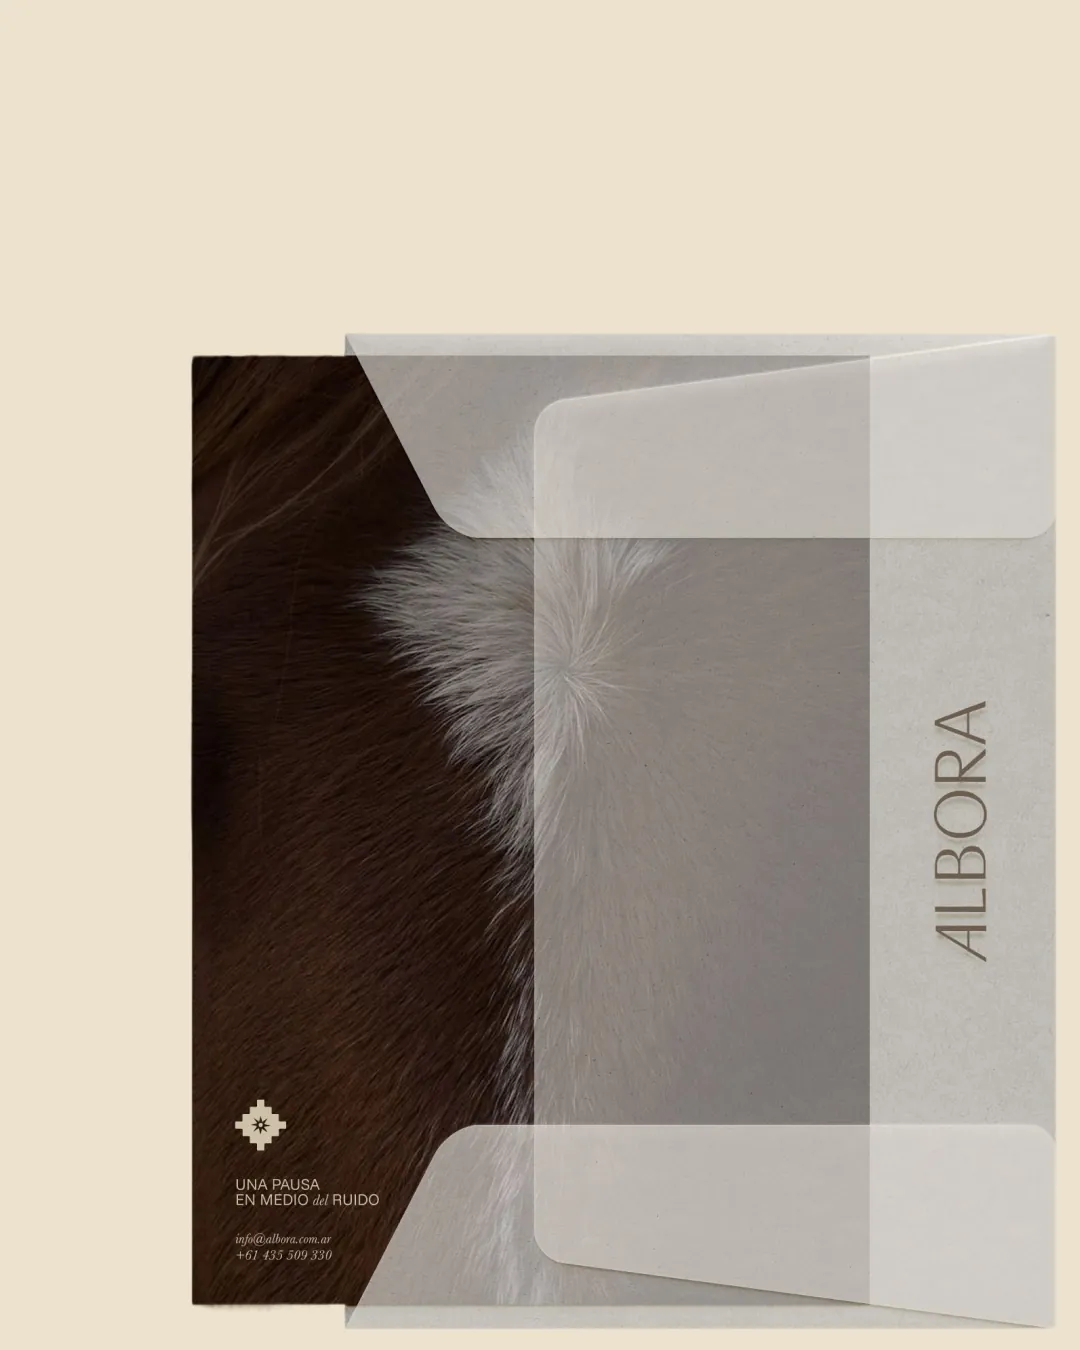 ALBORA
UNA PAUSA
EN MEDIO del RUIDO
info@albora.com.ar
+61 435 509 330